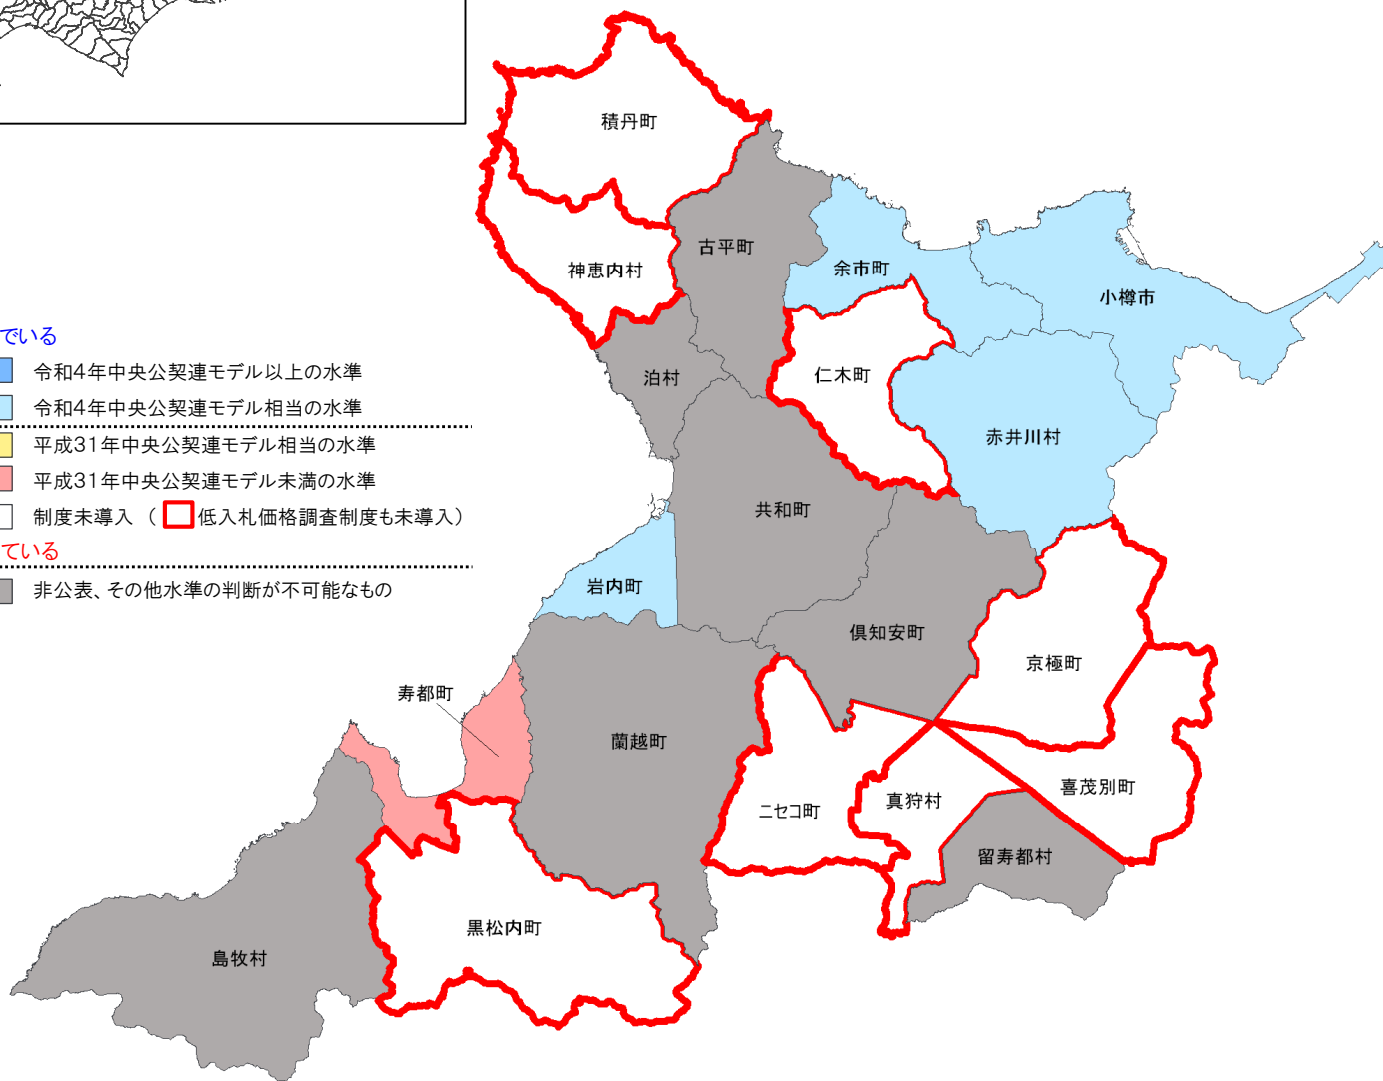 でいる
令和4年中央公契連モデル以上の水準
令和4年中央公契連モデル相当の水準
平成31年中央公契連モデル相当の水準
平成31年中央公契連モデル未満の水準
制度未導入 ( 低入札価格調査制度も未導入)
ている
非公表、その他水準の判断が不可能なもの
積丹町
古平町
神恵内村
余市町
小樽市
泊村
仁木町
赤井川村
共和町
岩内町
倶知安町
京極町
寿都町
蘭越町
喜茂別町
真狩村
ニセコ町
留寿都村
黒松内町
島牧村